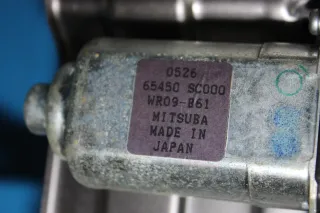 0526
65450 SC000
WR09-B61
MITSUBA
MADE IN
JAPAN